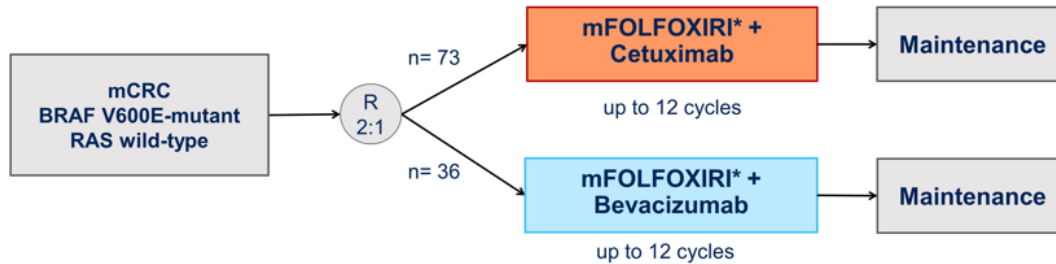 mCRC
BRAF V600E-mutant
RAS wild-type
R
2:1
n= 73
n= 36
mFOLFOXIRI* +
Cetuximab
up to 12 cycles
Maintenance
mFOLFOXIRI* +
Bevacizumab
up to 12 cycles
Maintenance